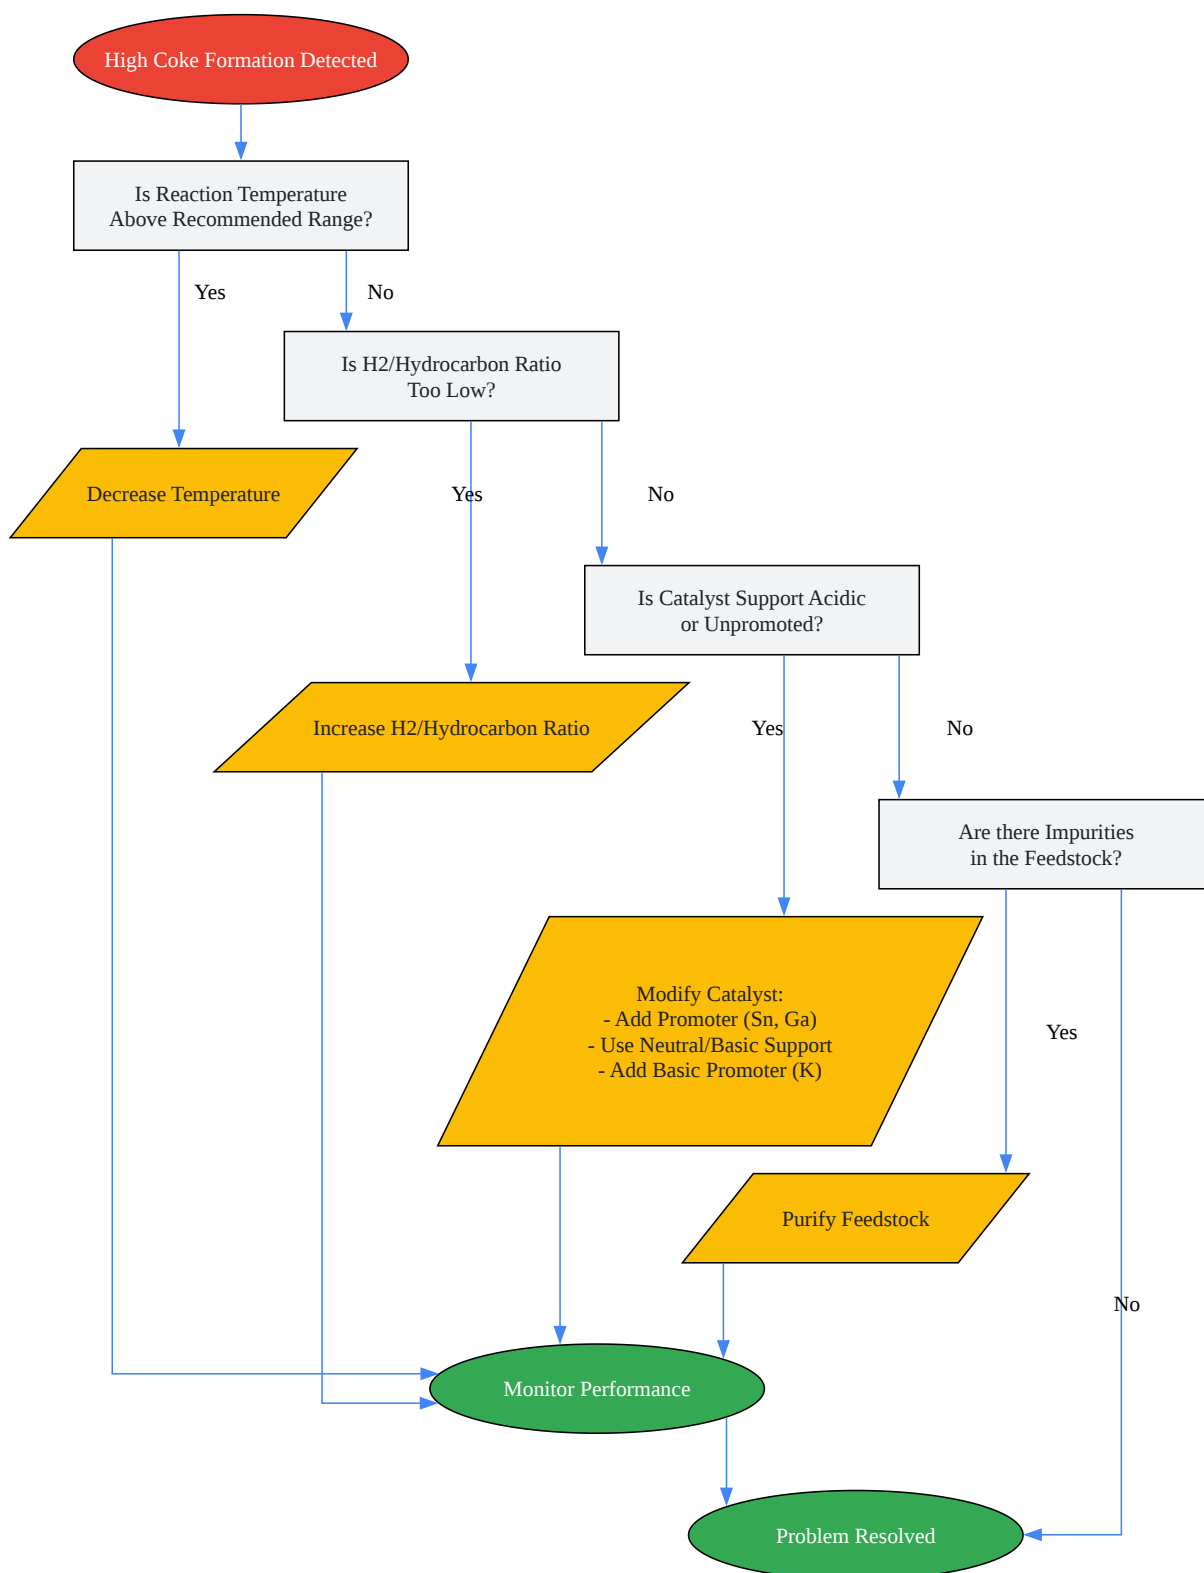 High Coke Formation Detected
Is Reaction Temperature
Above Recommended Range?
Yes
No
Is H2/Hydrocarbon Ratio
Too Low?
Decrease Temperature
Yes
No
Is Catalyst Support Acidic
or Unpromoted?
Increase H2/Hydrocarbon Ratio
Yes
No
Are there Impurities
in the Feedstock?
Modify Catalyst:
- Add Promoter (Sn, Ga)
- Use Neutral/Basic Support
- Add Basic Promoter (K)
Yes
Purify Feedstock
No
Monitor Performance
Problem Resolved